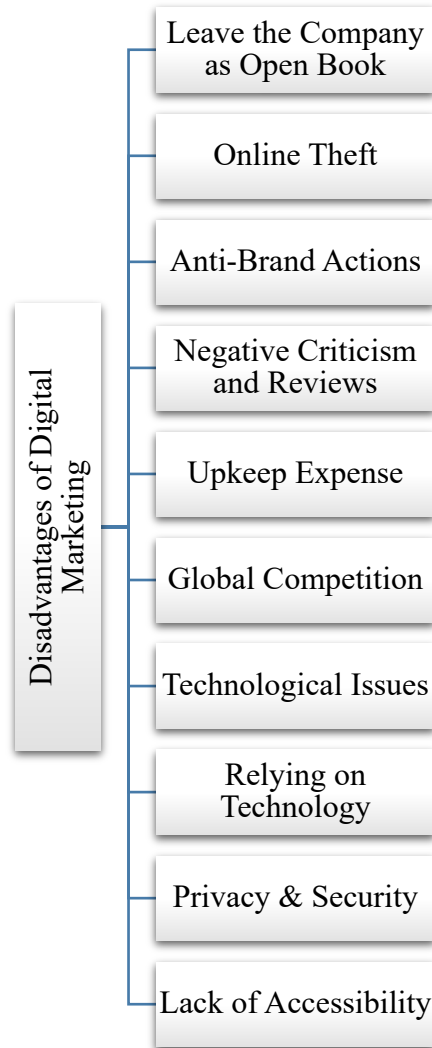 Disadvantages of Digital
Marketing
Leave the Company
as Open Book
Online Theft
Anti-Brand Actions
Negative Criticism
and Reviews
Upkeep Expense
Global Competition
Technological Issues
Relying on
Technology
Privacy & Security
Lack of Accessibility